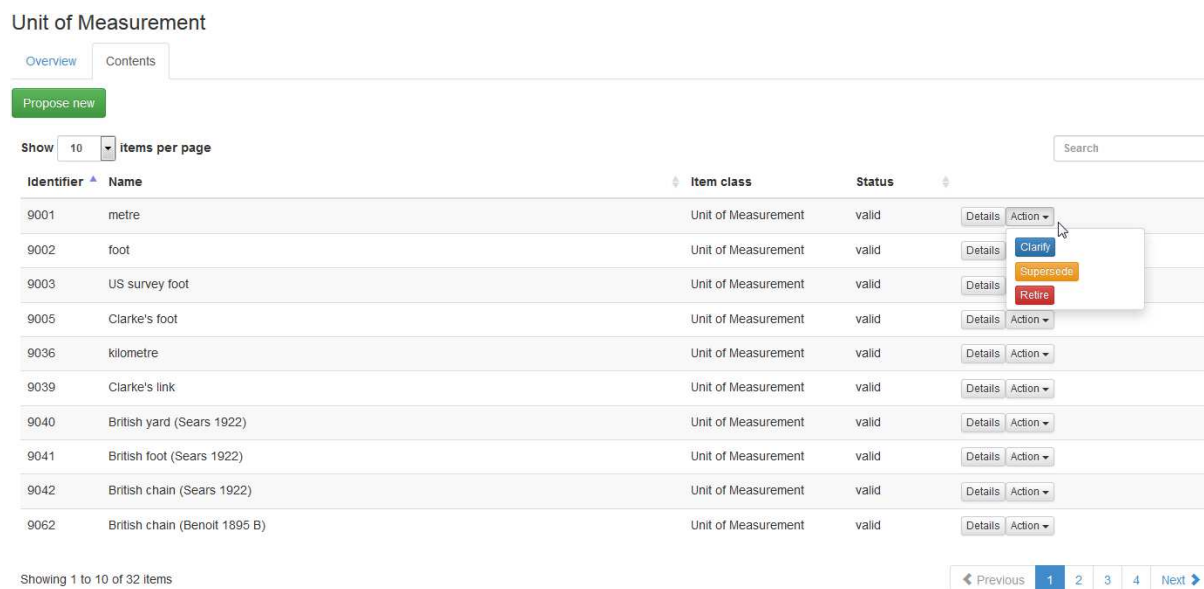 Unit of Measurement
Overview Contents
Propose new
Show 10 items per page Search
Identifier Name Item class Status
9001 metre Unit of Measurement valid Details Action
9002 foot Unit of Measurement valid Details Clarify
Supersede
9003 US survey foot Unit of Measurement valid Details Retire
9005 Clarke's foot Unit of Measurement valid Details Action
9036 kilometre Unit of Measurement valid Details Action
9039 Clarke's link Unit of Measurement valid Details Action
9040 British yard (Sears 1922) Unit of Measurement valid Details Action
9041 British foot (Sears 1922) Unit of Measurement valid Details Action
9042 British chain (Sears 1922) Unit of Measurement valid Details Action
9062 British chain (Benoit 1895 B) Unit of Measurement valid Details Action
Showing 1 to 10 of 32 items Previous 1 2 3 4 Next